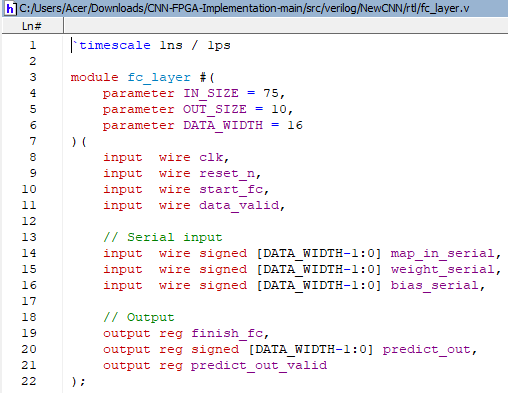 C:/Users/Acer/Downloads/CNN-FPGA-Implementation-main/src/verilog/NewCNN/rtl/fc_layer.v
Ln#
1 `timescale 1ns / 1ps
2
3 module fc_layer #(
4     parameter IN_SIZE = 75,
5     parameter OUT_SIZE = 10,
6     parameter DATA_WIDTH = 16
7 )(
8     input  wire clk,
9     input  wire reset_n,
10     input  wire start_fc,
11     input  wire data_valid,
12
13     // Serial input
14     input  wire signed [DATA_WIDTH-1:0] map_in_serial,
15     input  wire signed [DATA_WIDTH-1:0] weight_serial,
16     input  wire signed [DATA_WIDTH-1:0] bias_serial,
17
18     // Output
19     output reg finish_fc,
20     output reg signed [DATA_WIDTH-1:0] predict_out,
21     output reg predict_out_valid
22 );